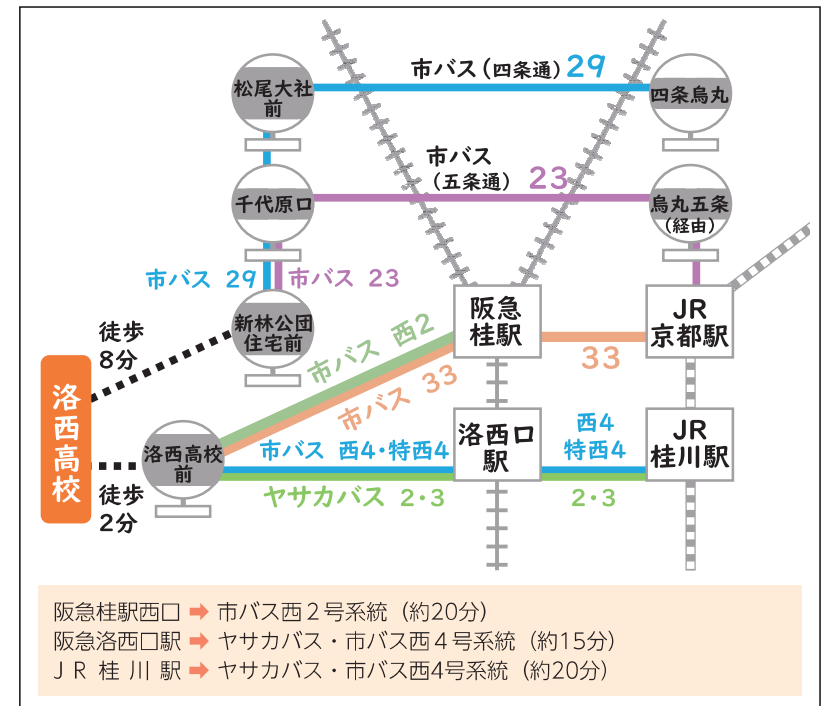 市バス(四条通)29
松尾大社
前
四条烏丸
市バス
(五条通) 23
千代原口
烏丸五条
(経由)
市バス 29
市バス 23
新林公団
住宅前
阪急
桂駅
JR
京都駅
徒歩
8分
市バス 西2
市バス 33
33
洛西高校
洛西高校
前
徒歩
2分
市バス 西4・特西4
ヤサカバス 2・3
洛西口
駅
西4
特西4
2・3
JR
桂川駅
阪急桂駅西口 ➡ 市バス西2号系統(約20分)
阪急洛西口駅 ➡ ヤサカバス・市バス西4号系統(約15分)
JR桂川駅 ➡ ヤサカバス・市バス西4号系統(約20分)